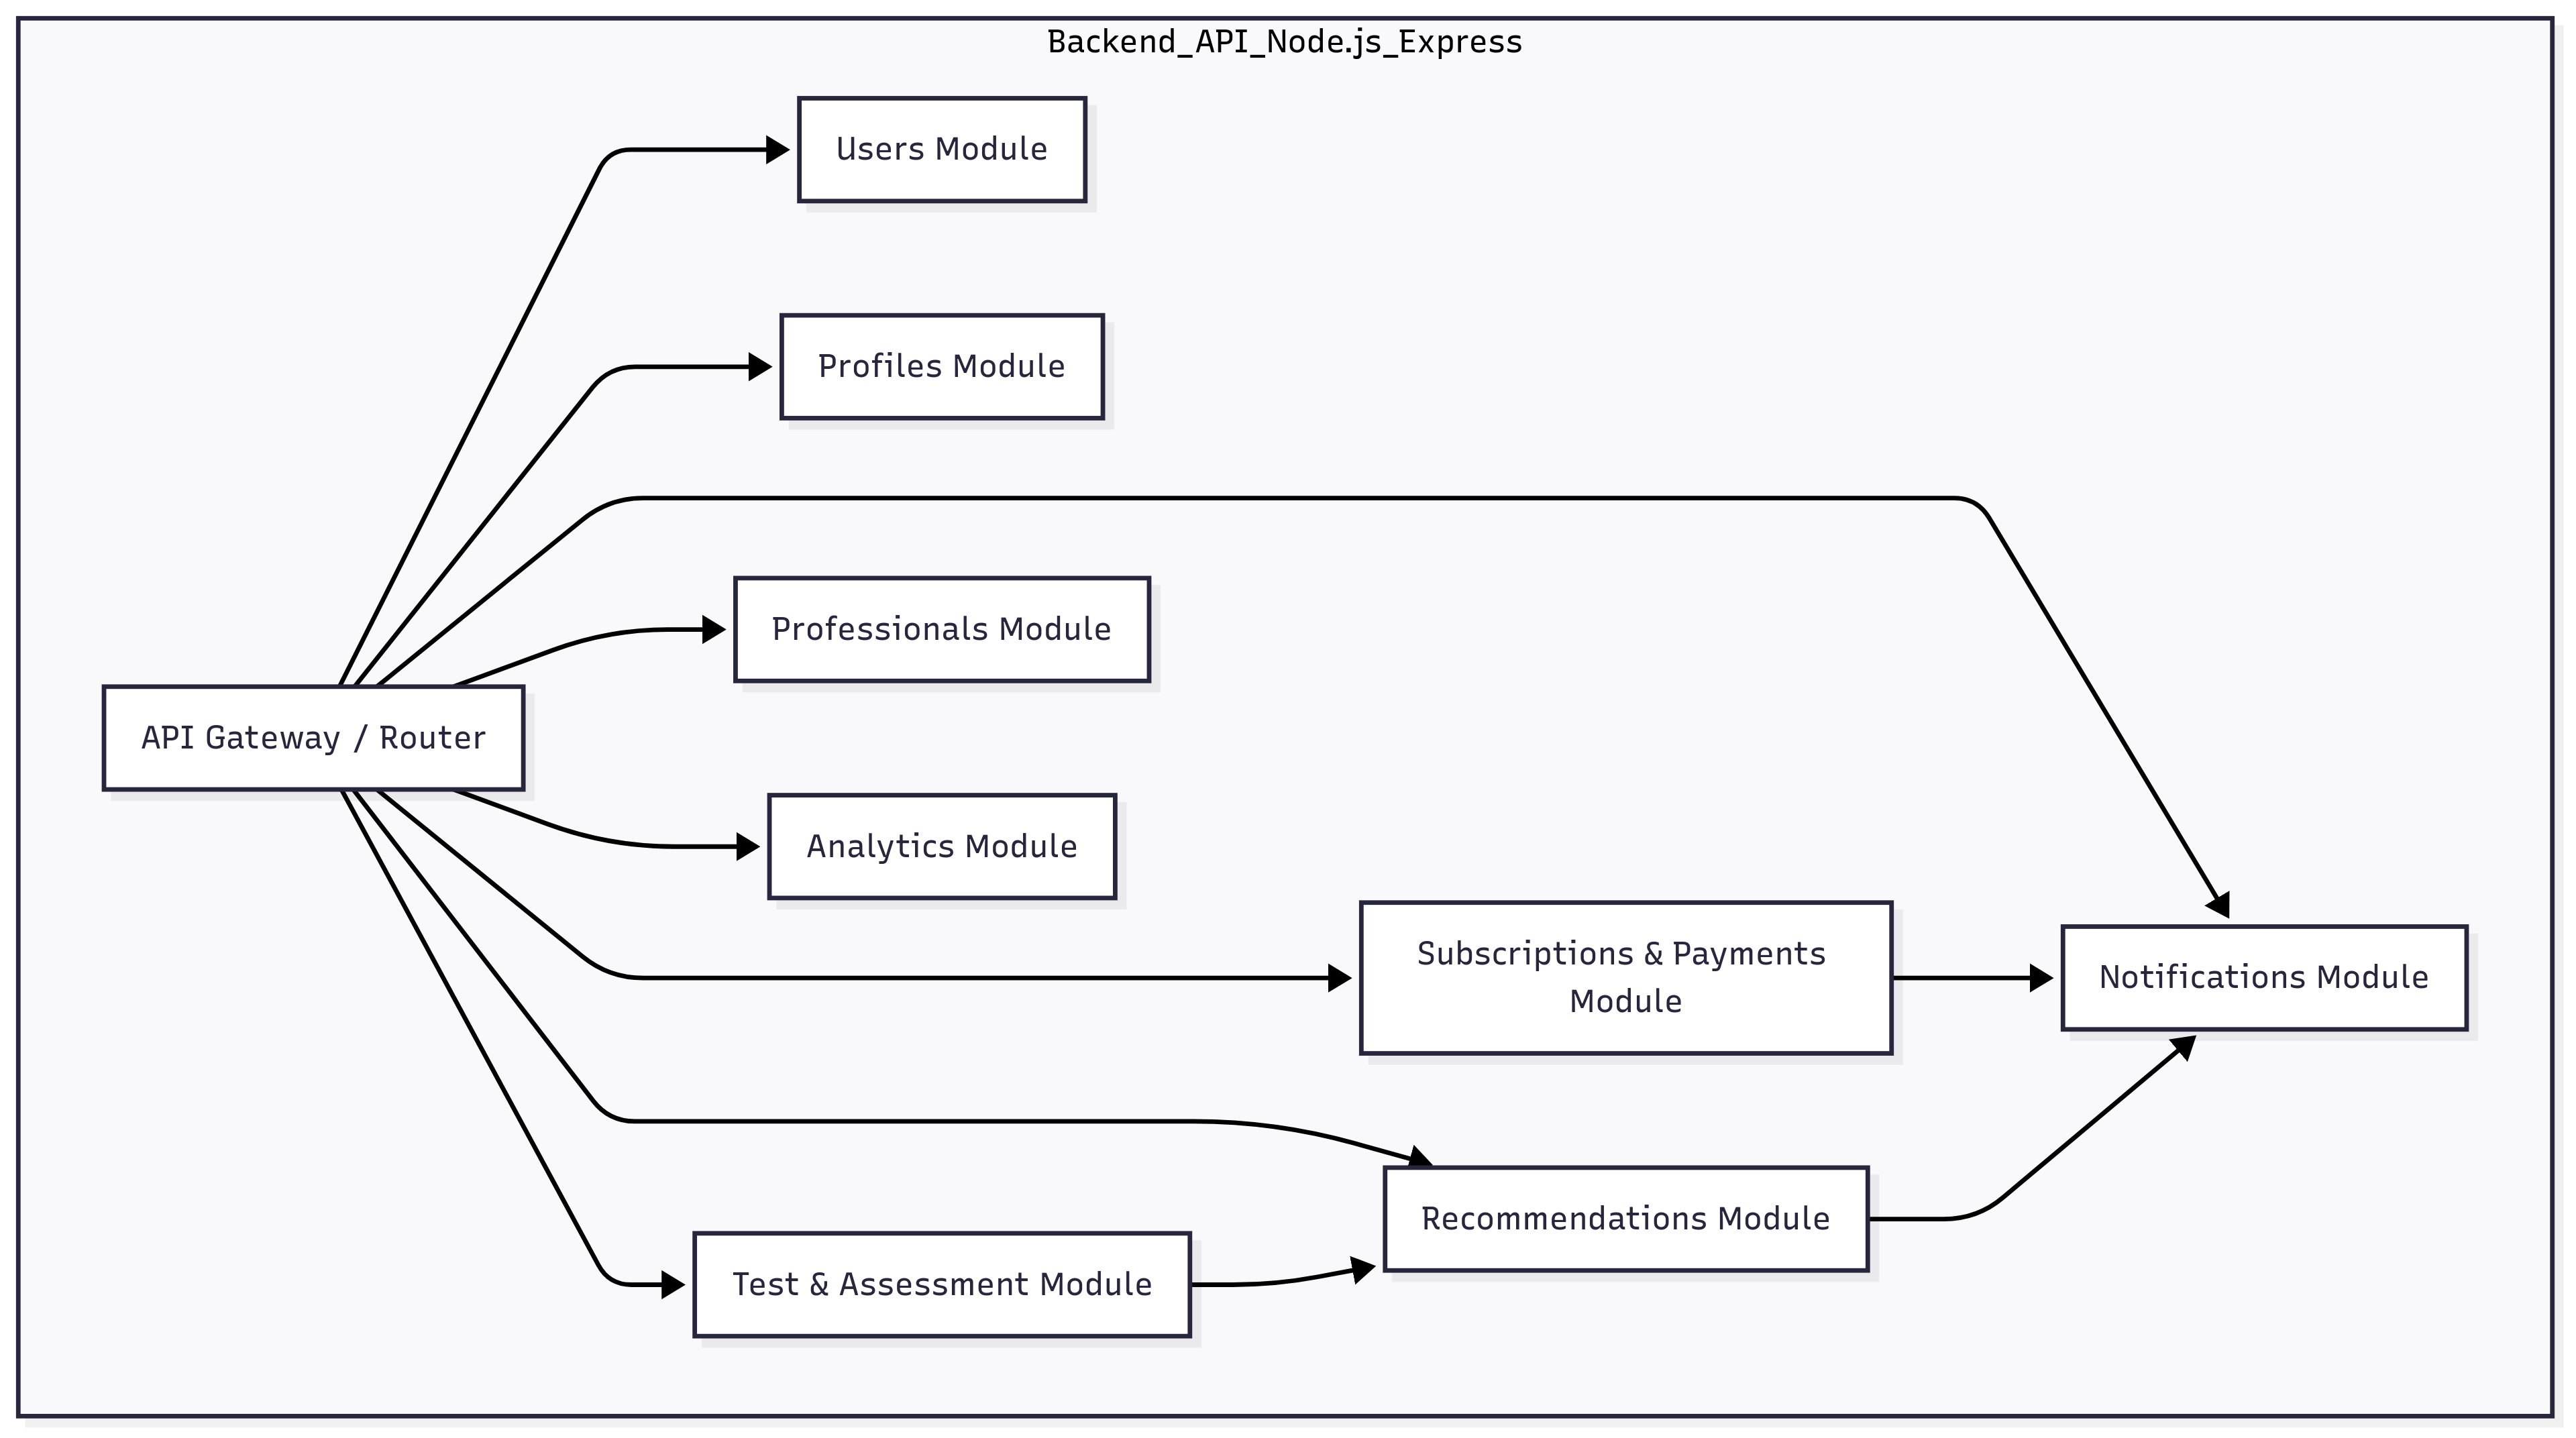 Backend_API_Node.js_Express
Users Module
Profiles Module
Professionals Module
API Gateway / Router
Analytics Module
Subscriptions & Payments
Module
Notifications Module
Recommendations Module
Test & Assessment Module